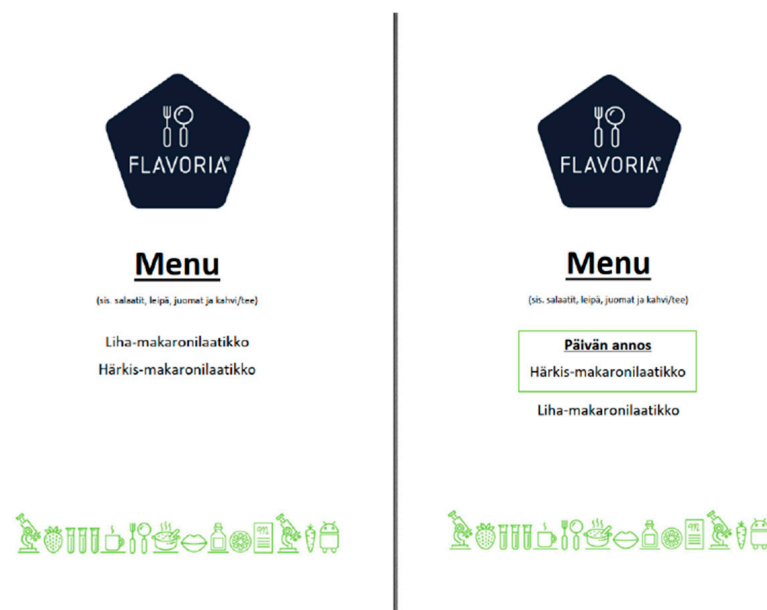 FLAVORIA®
Menu
(sis. salaatit, leipä, juomat ja kahvi/tee)
Liha-makaronilaatikko
Härkis-makaronilaatikko
FLAVORIA®
Menu
(sis. salaatit, leipä, juomat ja kahvi/tee)
Päivän annos
Härkis-makaronilaatikko
Liha-makaronilaatikko